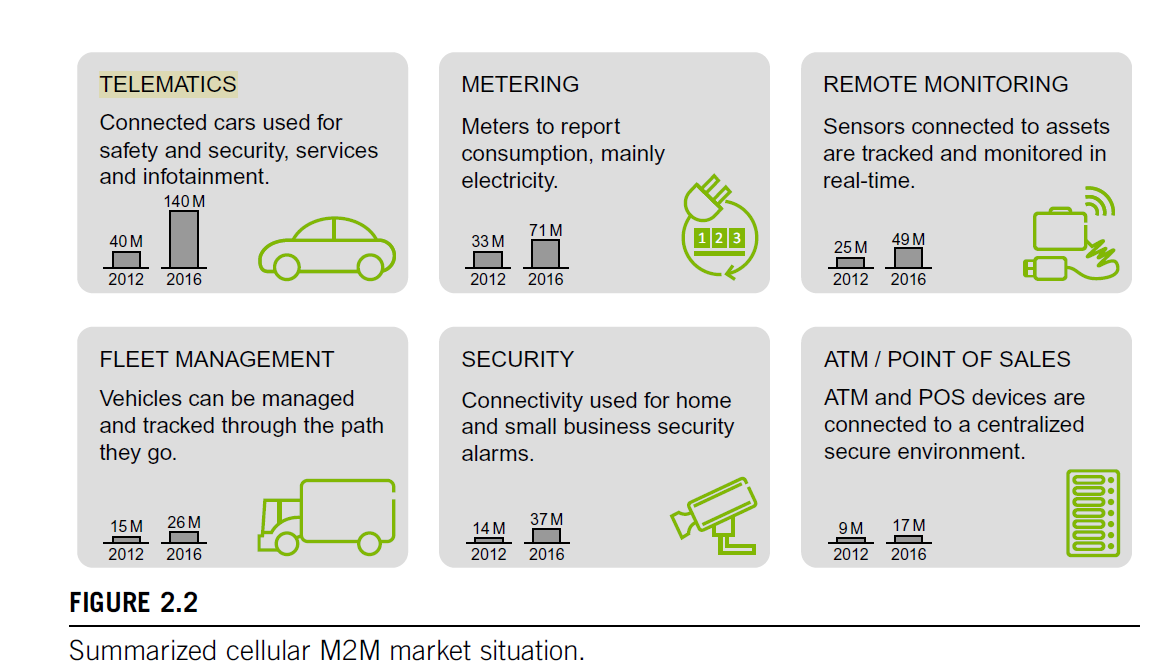 TELEMATICS
Connected cars used for
safety and security, services
and infotainment.
140 M
40 M
2012 2016
METERING
Meters to report
consumption, mainly
electricity.
71 M
33 M
2012 2016
1 2 3
REMOTE MONITORING
Sensors connected to assets
are tracked and monitored in
real-time.
49 M
25 M
2012 2016
FLEET MANAGEMENT
Vehicles can be managed
and tracked through the path
they go.
26 M
15 M
2012 2016
SECURITY
Connectivity used for home
and small business security
alarms.
37 M
14 M
2012 2016
ATM / POINT OF SALES
ATM and POS devices are
connected to a centralized
secure environment.
17 M
9 M
2012 2016
FIGURE 2.2
Summarized cellular M2M market situation.